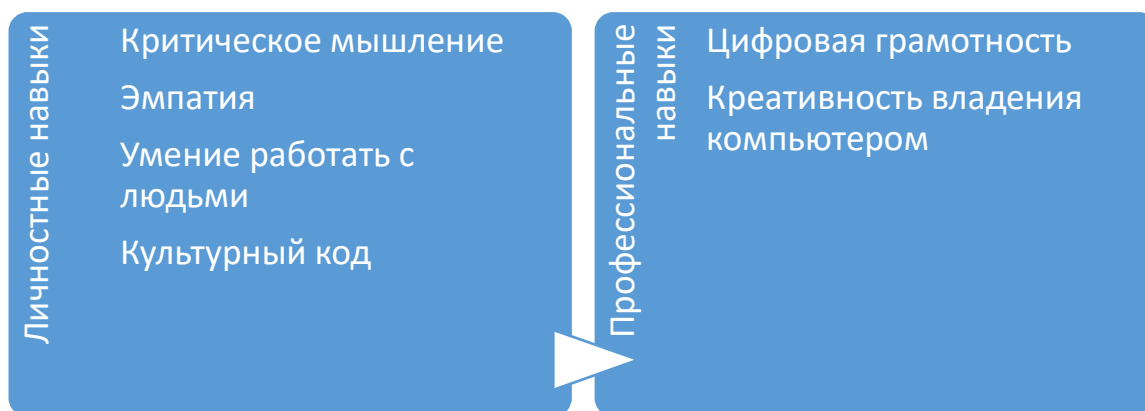 Личностные навыки
Критическое мышление
Эмпатия
Умение работать с
людьми
Культурный код
Профессиональные
навыки
Цифровая грамотность
Креативность владения
компьютером